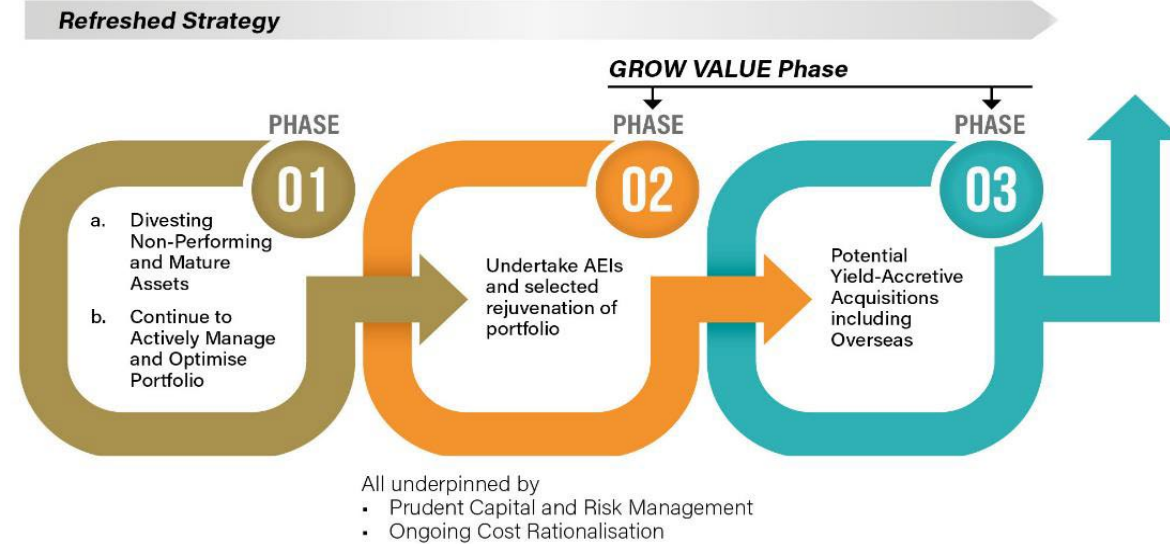 Refreshed Strategy
GROW VALUE Phase
PHASE
01
a. Divesting
Non-Performing
and Mature
Assets
b. Continue to
Actively Manage
and Optimise
Portfolio
PHASE
02
Undertake AEIs
and selected
rejuvenation of
portfolio
PHASE
03
Potential
Yield-Accretive
Acquisitions
including
Overseas
All underpinned by
▪ Prudent Capital and Risk Management
▪ Ongoing Cost Rationalisation